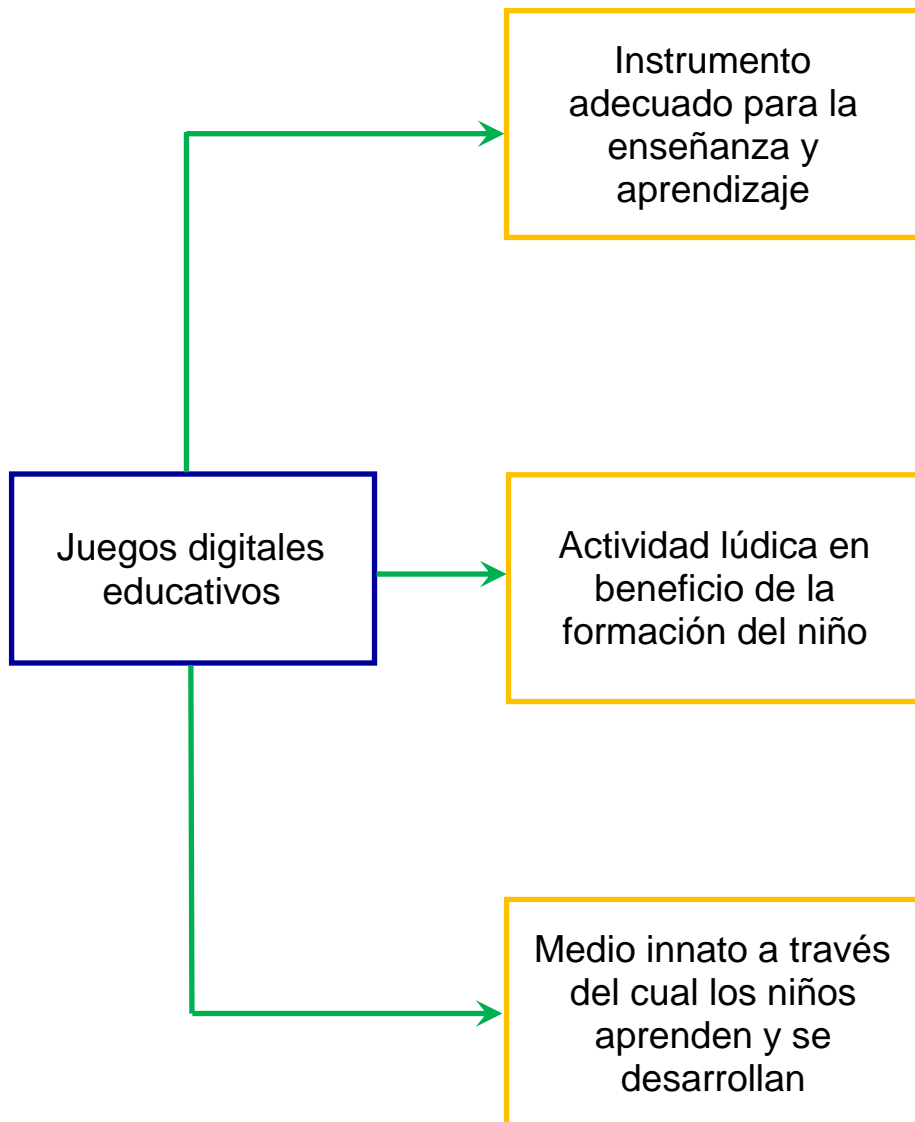 Instrumento
adecuado para la
enseñanza y
aprendizaje
Juegos digitales
educativos
Actividad lúdica en
beneficio de la
formación del niño
Medio innato a través
del cual los niños
aprenden y se
desarrollan